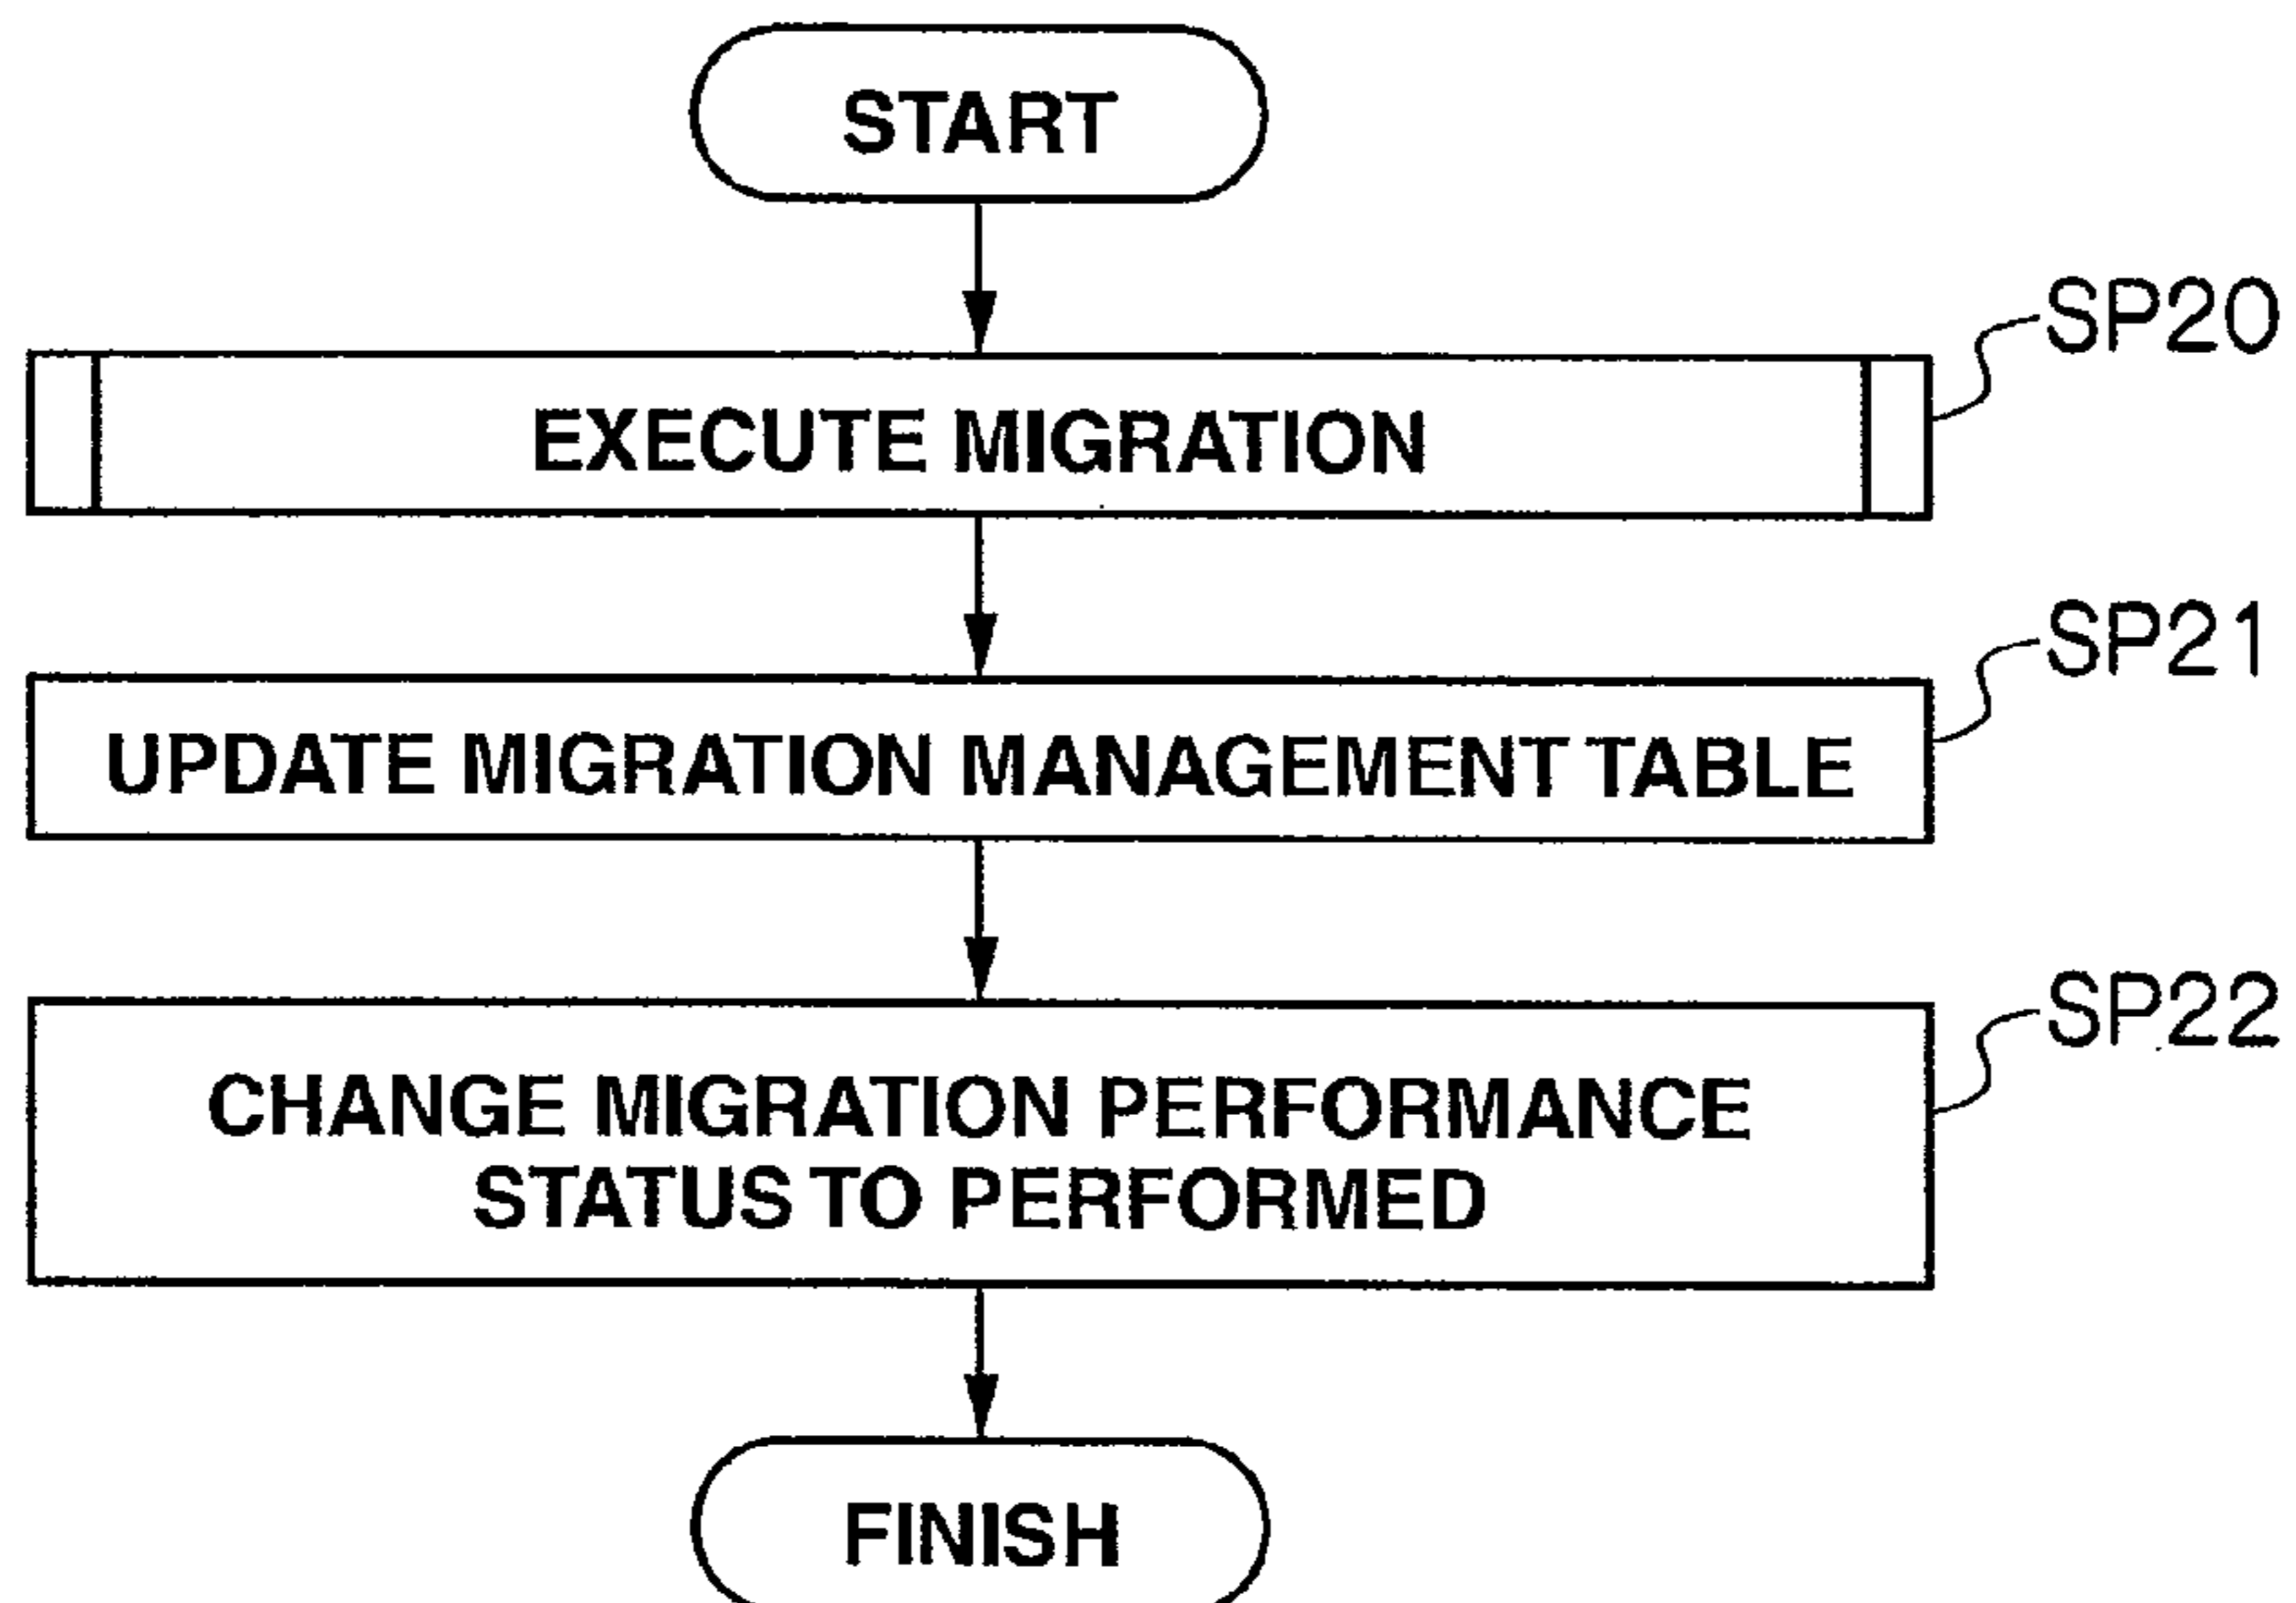 START
SP20
EXECUTE MIGRATION
SP21
UPDATE MIGRATION MANAGEMENT TABLE
SP22
CHANGE MIGRATION PERFORMANCE
STATUS TO PERFORMED
FINISH